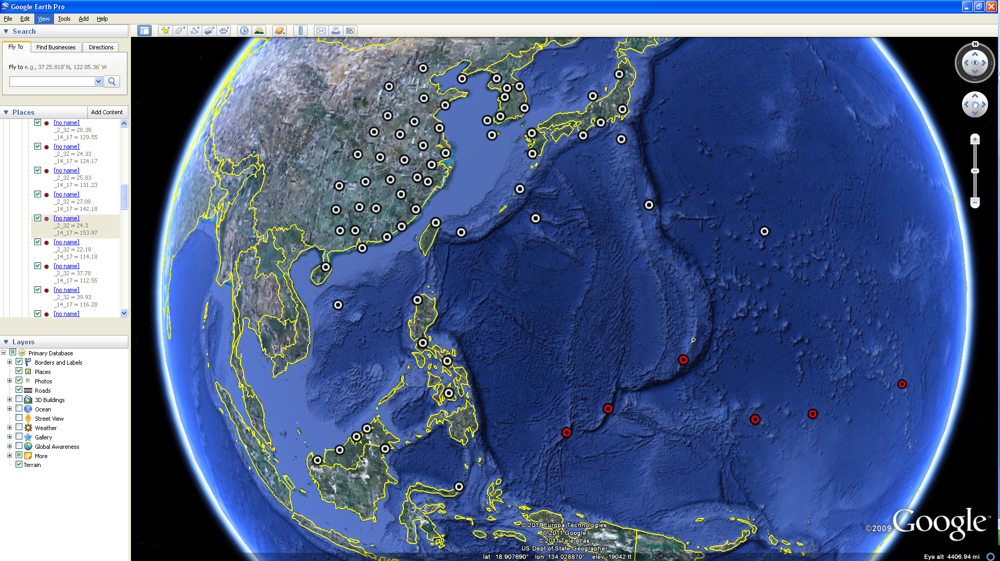 Google Earth Pro
File Edit View Tools Add Help
Search
Fly To Find Businesses Directions
Fly to e.g., 37 25.818' N, 122 05.36' W
Places Add Content
[no name]
_2_32 = 28.38
_14_17 = 129.55
[no name]
_2_32 = 24.33
_14_17 = 124.17
[no name]
_2_32 = 25.83
_14_17 = 131.23
[no name]
_2_32 = 27.08
_14_17 = 142.18
[no name]
_2_32 = 24.3
_14_17 = 153.97
[no name]
_2_32 = 22.18
_14_17 = 114.18
[no name]
_2_32 = 37.78
_14_17 = 112.55
[no name]
_2_32 = 39.93
_14_17 = 116.28
[no name]
Layers
Primary Database
Borders and Labels
Places
Photos
Roads
3D Buildings
Ocean
Street View
Weather
Gallery
Global Awareness
More
Terrain
N
© 2011 Europa Technologies
© 2011 Google
© 2011 Tele Atlas
US Dept of State Geographer
©2009 Google™
lat 18.907690° lon 134.028870° elev -19042 ft
Eye alt 4406.94 mi